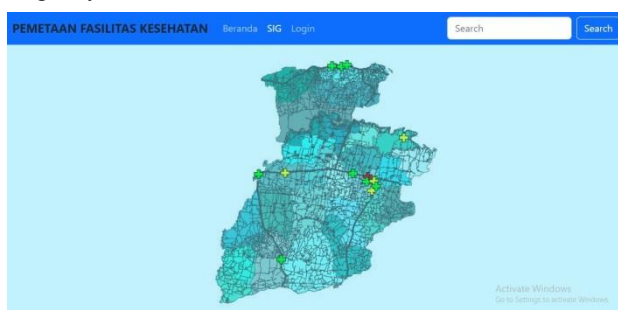 PEMETAAN FASILITAS KESEHATAN Beranda SIG Login Search Search
Activate Windows
Go to Settings to activate Windows.